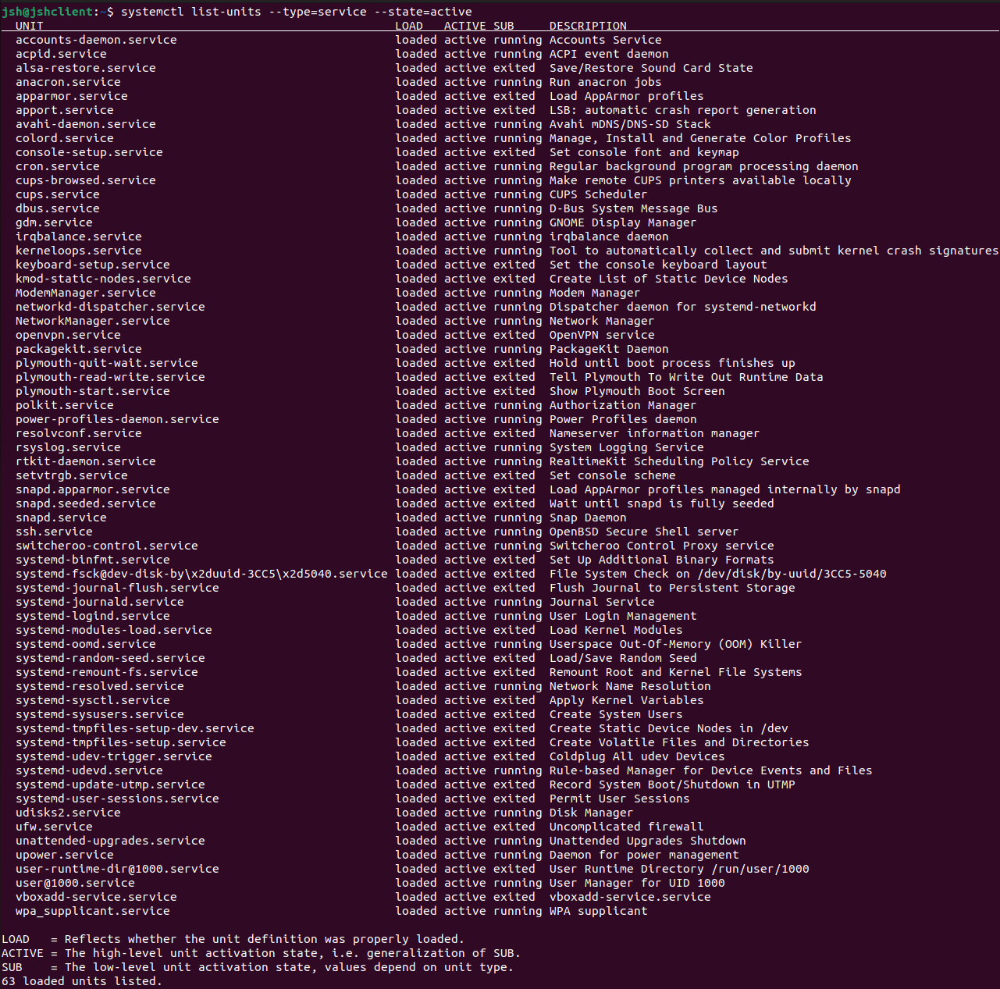 jsh@jshclient:~$ systemctl list-units --type=service --state=active
  UNIT                                                  LOAD   ACTIVE SUB     DESCRIPTION
  accounts-daemon.service                               loaded active running Accounts Service
  acpid.service                                         loaded active running ACPI event daemon
  alsa-restore.service                                  loaded active exited  Save/Restore Sound Card State
  anacron.service                                       loaded active running Run anacron jobs
  apparmor.service                                      loaded active exited  Load AppArmor profiles
  apport.service                                        loaded active exited  LSB: automatic crash report generation
  avahi-daemon.service                                  loaded active running Avahi mDNS/DNS-SD Stack
  colord.service                                        loaded active running Manage, Install and Generate Color Profiles
  console-setup.service                                 loaded active exited  Set console font and keymap
  cron.service                                          loaded active running Regular background program processing daemon
  cups-browsed.service                                  loaded active running Make remote CUPS printers available locally
  cups.service                                          loaded active running CUPS Scheduler
  dbus.service                                          loaded active running D-Bus System Message Bus
  gdm.service                                           loaded active running GNOME Display Manager
  irqbalance.service                                    loaded active running irqbalance daemon
  kerneloops.service                                    loaded active running Tool to automatically collect and submit kernel crash signatures
  keyboard-setup.service                                loaded active exited  Set the console keyboard layout
  kmod-static-nodes.service                             loaded active exited  Create List of Static Device Nodes
  ModemManager.service                                  loaded active running Modem Manager
  networkd-dispatcher.service                           loaded active running Dispatcher daemon for systemd-networkd
  NetworkManager.service                                loaded active running Network Manager
  openvpn.service                                       loaded active exited  OpenVPN service
  packagekit.service                                    loaded active running PackageKit Daemon
  plymouth-quit-wait.service                            loaded active exited  Hold until boot process finishes up
  plymouth-read-write.service                           loaded active exited  Tell Plymouth To Write Out Runtime Data
  plymouth-start.service                                loaded active exited  Show Plymouth Boot Screen
  polkit.service                                        loaded active running Authorization Manager
  power-profiles-daemon.service                         loaded active running Power Profiles daemon
  resolvconf.service                                    loaded active exited  Nameserver information manager
  rsyslog.service                                       loaded active running System Logging Service
  rtkit-daemon.service                                  loaded active running RealtimeKit Scheduling Policy Service
  setvtrgb.service                                      loaded active exited  Set console scheme
  snapd.apparmor.service                                loaded active exited  Load AppArmor profiles managed internally by snapd
  snapd.seeded.service                                  loaded active exited  Wait until snapd is fully seeded
  snapd.service                                         loaded active running Snap Daemon
  ssh.service                                           loaded active running OpenBSD Secure Shell server
  switcheroo-control.service                            loaded active running Switcheroo Control Proxy service
  systemd-binfmt.service                                loaded active exited  Set Up Additional Binary Formats
  systemd-fsck@dev-disk-by\x2duuid-3CC5\x2d5040.service loaded active exited  File System Check on /dev/disk/by-uuid/3CC5-5040
  systemd-journal-flush.service                         loaded active exited  Flush Journal to Persistent Storage
  systemd-journald.service                              loaded active running Journal Service
  systemd-logind.service                                loaded active running User Login Management
  systemd-modules-load.service                          loaded active exited  Load Kernel Modules
  systemd-oomd.service                                  loaded active running Userspace Out-Of-Memory (OOM) Killer
  systemd-random-seed.service                           loaded active exited  Load/Save Random Seed
  systemd-remount-fs.service                            loaded active exited  Remount Root and Kernel File Systems
  systemd-resolved.service                              loaded active running Network Name Resolution
  systemd-sysctl.service                                loaded active exited  Apply Kernel Variables
  systemd-sysusers.service                              loaded active exited  Create System Users
  systemd-tmpfiles-setup-dev.service                    loaded active exited  Create Static Device Nodes in /dev
  systemd-tmpfiles-setup.service                        loaded active exited  Create Volatile Files and Directories
  systemd-udev-trigger.service                          loaded active exited  Coldplug All udev Devices
  systemd-udevd.service                                 loaded active running Rule-based Manager for Device Events and Files
  systemd-update-utmp.service                           loaded active exited  Record System Boot/Shutdown in UTMP
  systemd-user-sessions.service                         loaded active exited  Permit User Sessions
  udisks2.service                                       loaded active running Disk Manager
  ufw.service                                           loaded active exited  Uncomplicated firewall
  unattended-upgrades.service                           loaded active running Unattended Upgrades Shutdown
  upower.service                                        loaded active running Daemon for power management
  user-runtime-dir@1000.service                         loaded active exited  User Runtime Directory /run/user/1000
  user@1000.service                                     loaded active running User Manager for UID 1000
  vboxadd-service.service                               loaded active exited  vboxadd-service.service
  wpa_supplicant.service                                loaded active running WPA supplicant

LOAD   = Reflects whether the unit definition was properly loaded.
ACTIVE = The high-level unit activation state, i.e. generalization of SUB.
SUB    = The low-level unit activation state, values depend on unit type.
63 loaded units listed.